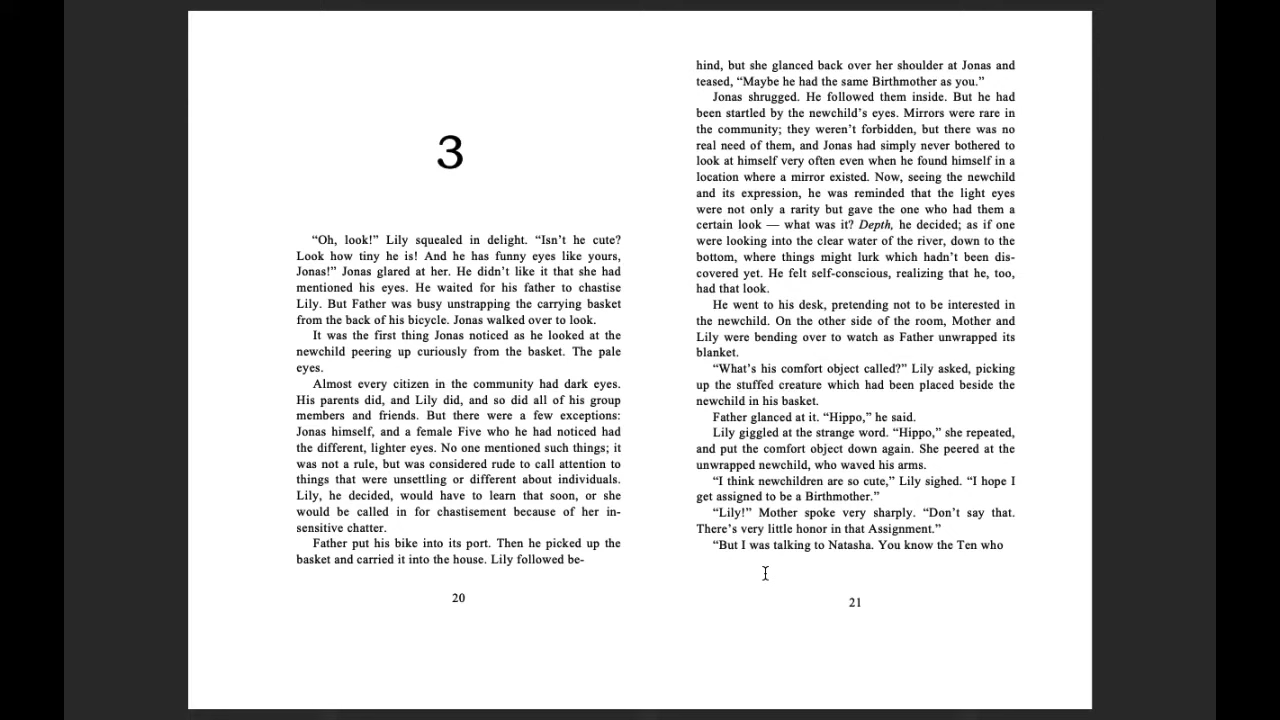 3
“Oh, look!” Lily squealed in delight. “Isn’t he cute?
Look how tiny he is! And he has funny eyes like yours,
Jonas!” Jonas glared at her. He didn’t like it that she had
mentioned his eyes. He waited for his father to chastise
Lily. But Father was busy unstrapping the carrying basket
from the back of his bicycle. Jonas walked over to look.
It was the first thing Jonas noticed as he looked at the
newchild peering up curiously from the basket. The pale
eyes.
Almost every citizen in the community had dark eyes.
His parents did, and Lily did, and so did all of his group
members and friends. But there were a few exceptions:
Jonas himself, and a female Five who he had noticed had
the different, lighter eyes. No one mentioned such things; it
was not a rule, but was considered rude to call attention to
things that were unsettling or different about individuals.
Lily, he decided, would have to learn that soon, or she
would be called in for chastisement because of her in-
sensitive chatter.
Father put his bike into its port. Then he picked up the
basket and carried it into the house. Lily followed be-
20
hind, but she glanced back over her shoulder at Jonas and
teased, “Maybe he had the same Birthmother as you.”
Jonas shrugged. He followed them inside. But he had
been startled by the newchild’s eyes. Mirrors were rare in
the community; they weren’t forbidden, but there was no
real need of them, and Jonas had simply never bothered to
look at himself very often even when he found himself in a
location where a mirror existed. Now, seeing the newchild
and its expression, he was reminded that the light eyes
were not only a rarity but gave the one who had them a
certain look — what was it? Depth, he decided; as if one
were looking into the clear water of the river, down to the
bottom, where things might lurk which hadn’t been dis-
covered yet. He felt self-conscious, realizing that he, too,
had that look.
He went to his desk, pretending not to be interested in
the newchild. On the other side of the room, Mother and
Lily were bending over to watch as Father unwrapped its
blanket.
“What’s his comfort object called?” Lily asked, picking
up the stuffed creature which had been placed beside the
newchild in his basket.
Father glanced at it. “Hippo,” he said.
Lily giggled at the strange word. “Hippo,” she repeated,
and put the comfort object down again. She peered at the
unwrapped newchild, who waved his arms.
“I think newchildren are so cute,” Lily sighed. “I hope I
get assigned to be a Birthmother.”
“Lily!” Mother spoke very sharply. “Don’t say that.
There’s very little honor in that Assignment.”
“But I was talking to Natasha. You know the Ten who
21